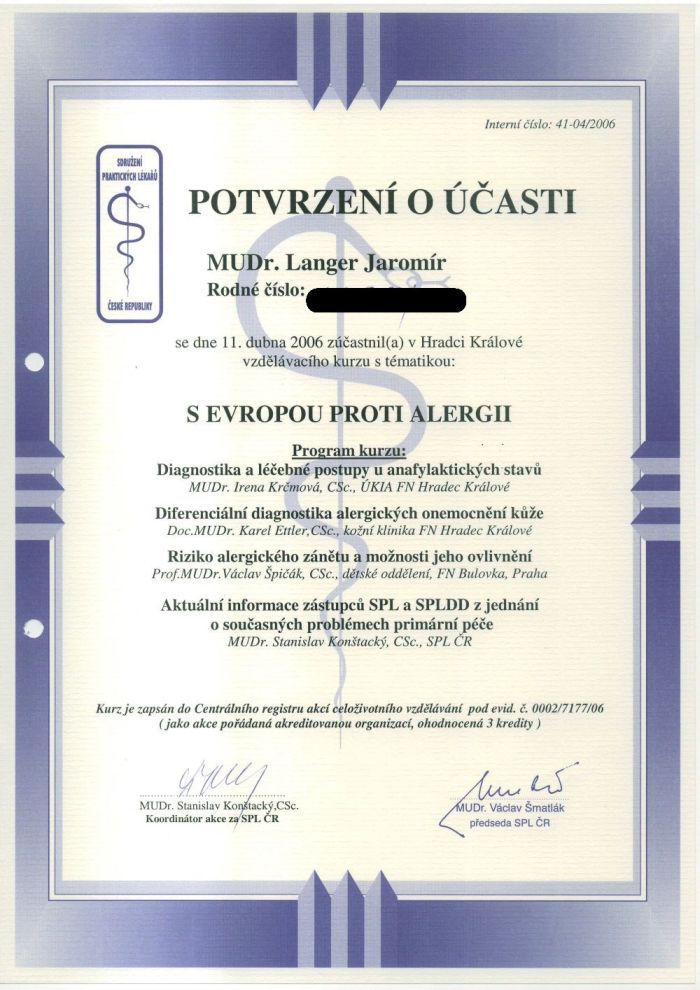 Interní číslo: 41-04/2006
SDRUŽENÍ
PRAKTICKÝCH LÉKAŘŮ
ČESKÉ REPUBLIKY
POTVRZENÍ O ÚČASTI
MUDr. Langer Jaromír
Rodné číslo:
se dne 11. dubna 2006 zúčastnil(a) v Hradci Králové
vzdělávacího kurzu s tématikou:
S EVROPOU PROTI ALERGII
Program kurzu:
Diagnostika a léčebné postupy u anafylaktických stavů
MUDr. Irena Krčmová, CSc., ÚKIA FN Hradec Králové
Diferenciální diagnostika alergických onemocnění kůže
Doc.MUDr. Karel Ettler,CSc., kožní klinika FN Hradec Králové
Riziko alergického zánětu a možnosti jeho ovlivnění
Prof.MUDr.Václav Špičák, CSc., dětské oddělení, FN Bulovka, Praha
Aktuální informace zástupců SPL a SPLDD z jednání
o současných problémech primární péče
MUDr. Stanislav Konštacký, CSc., SPL ČR
Kurz je zapsán do Centrálního registru akcí celoživotního vzdělávání pod evid. č. 0002/7177/06
( jako akce pořádaná akreditovanou organizací, ohodnocená 3 kredity )
MUDr. Stanislav Konštacký,CSc.
Koordinátor akce za SPL ČR
MUDr. Václav Šmatlák
předseda SPL ČR